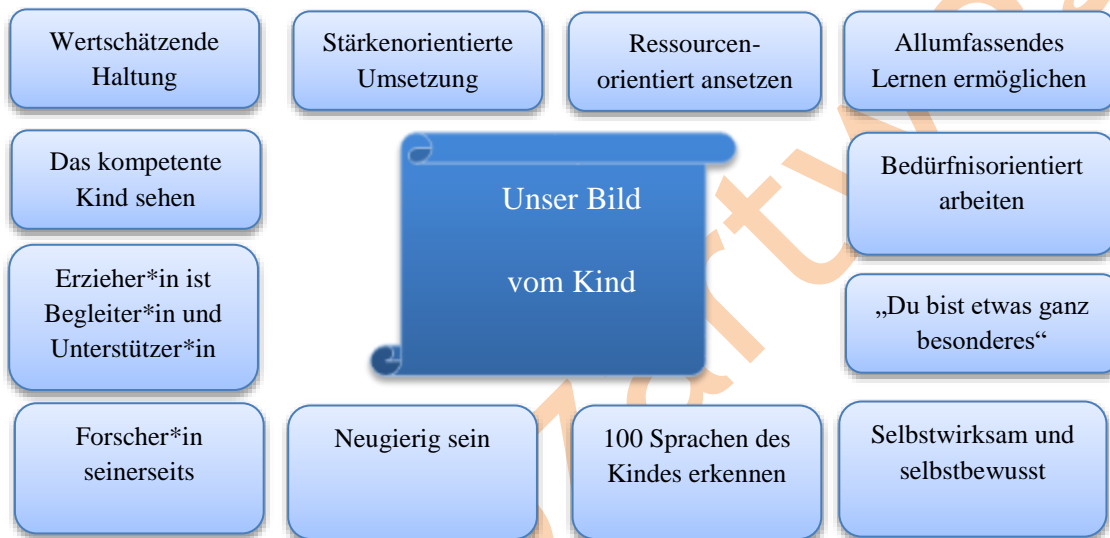 Wertschätzende
Haltung
Stärkenorientierte
Umsetzung
Ressourcen-
orientiert ansetzen
Allumfassendes
Lernen ermöglichen
Das kompetente
Kind sehen
Unser Bild
vom Kind
Bedürfnisorientiert
arbeiten
Erzieher*in ist
Begleiter*in und
Unterstützer*in
„Du bist etwas ganz
besonderes“
Forscher*in
seinerseits
Neugierig sein
100 Sprachen des
Kindes erkennen
Selbstwirksam und
selbstbewusst